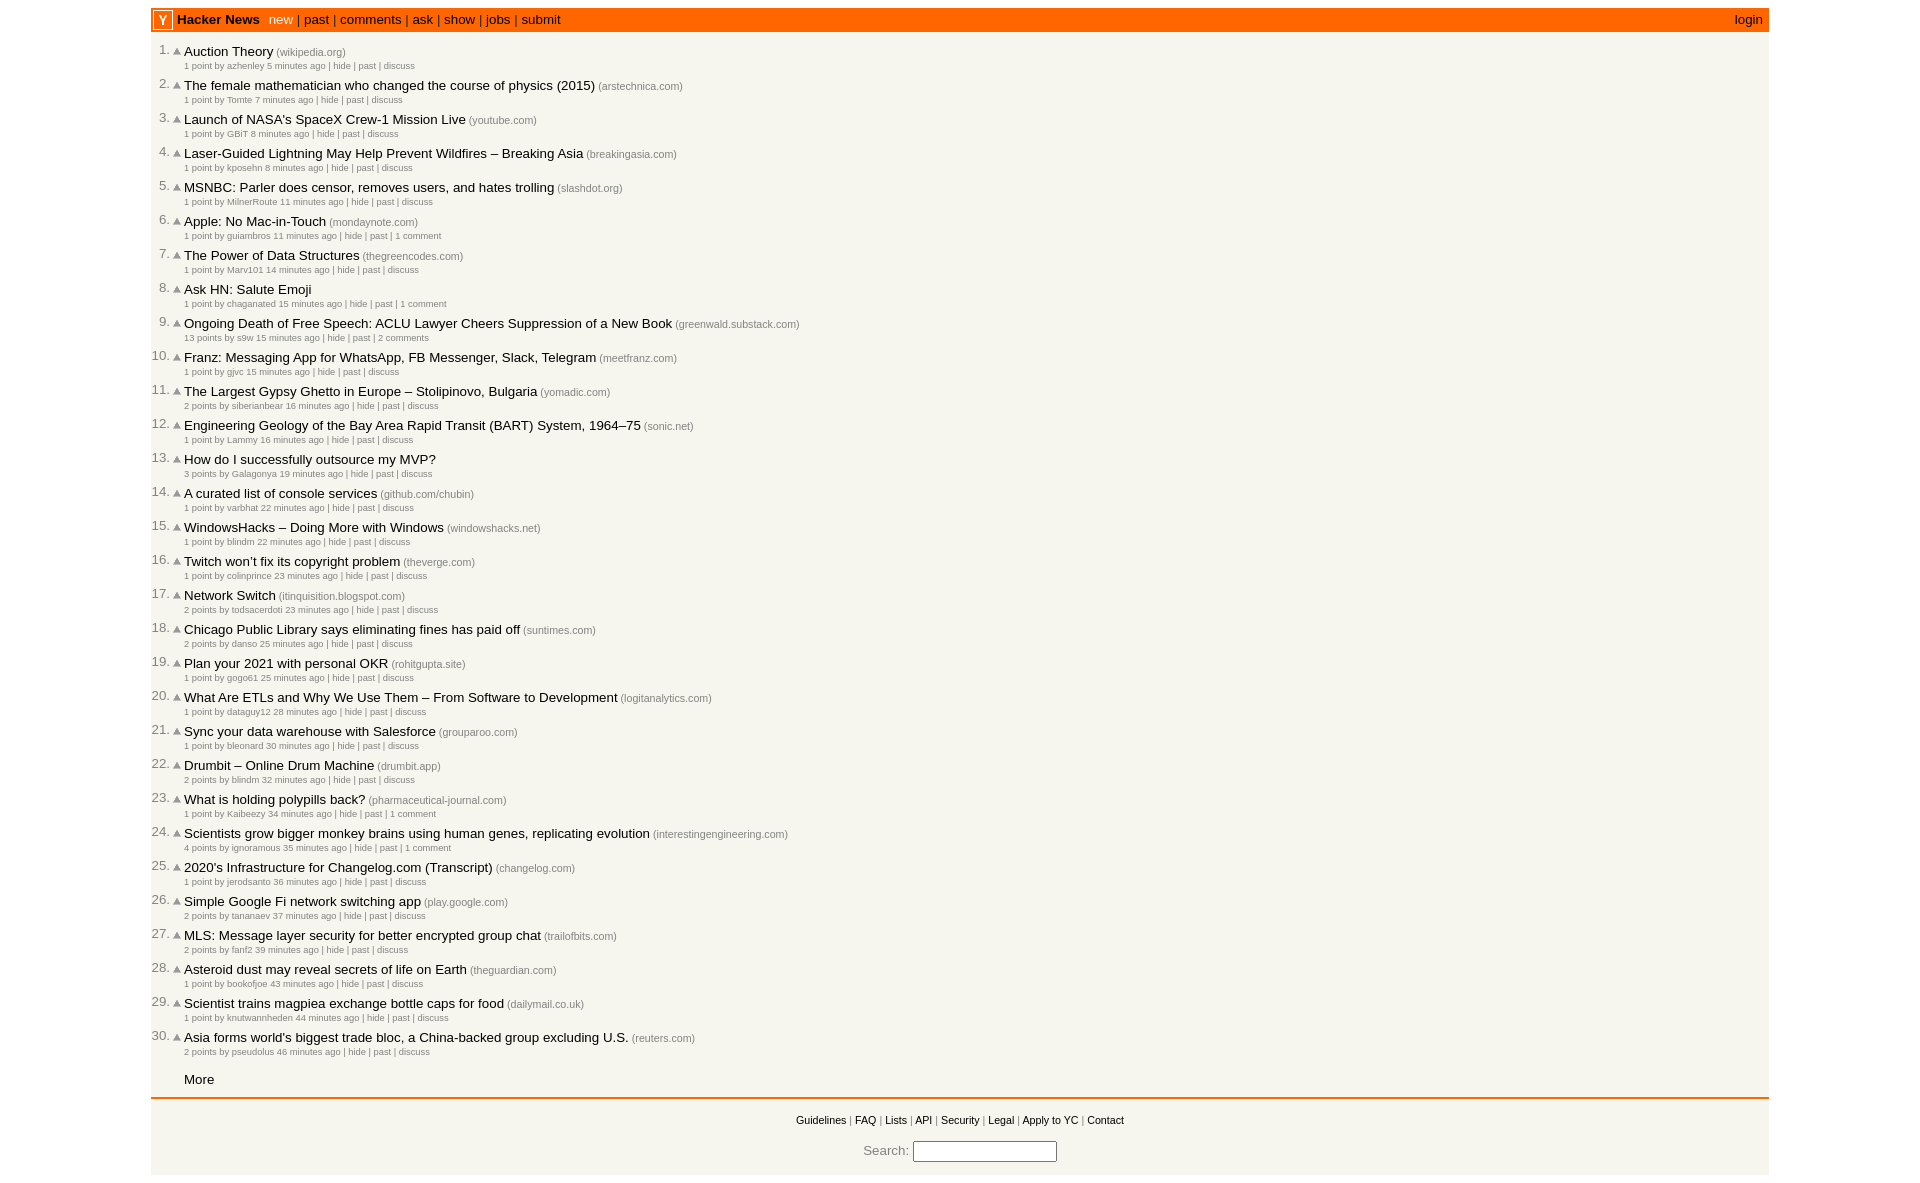 Y Hacker News new | past | comments | ask | show | jobs | submit login
1. Auction Theory (wikipedia.org)
1 point by azhenley 5 minutes ago | hide | past | discuss
2. The female mathematician who changed the course of physics (2015) (arstechnica.com)
1 point by Tomte 7 minutes ago | hide | past | discuss
3. Launch of NASA's SpaceX Crew-1 Mission Live (youtube.com)
1 point by GBiT 8 minutes ago | hide | past | discuss
4. Laser-Guided Lightning May Help Prevent Wildfires – Breaking Asia (breakingasia.com)
1 point by kposehn 8 minutes ago | hide | past | discuss
5. MSNBC: Parler does censor, removes users, and hates trolling (slashdot.org)
1 point by MilnerRoute 11 minutes ago | hide | past | discuss
6. Apple: No Mac-in-Touch (mondaynote.com)
1 point by guiambros 11 minutes ago | hide | past | 1 comment
7. The Power of Data Structures (thegreencodes.com)
1 point by Marv101 14 minutes ago | hide | past | discuss
8. Ask HN: Salute Emoji
1 point by chaganated 15 minutes ago | hide | past | 1 comment
9. Ongoing Death of Free Speech: ACLU Lawyer Cheers Suppression of a New Book (greenwald.substack.com)
13 points by s9w 15 minutes ago | hide | past | 2 comments
10. Franz: Messaging App for WhatsApp, FB Messenger, Slack, Telegram (meetfranz.com)
1 point by gjvc 15 minutes ago | hide | past | discuss
11. The Largest Gypsy Ghetto in Europe – Stolipinovo, Bulgaria (yomadic.com)
2 points by siberianbear 16 minutes ago | hide | past | discuss
12. Engineering Geology of the Bay Area Rapid Transit (BART) System, 1964–75 (sonic.net)
1 point by Lammy 16 minutes ago | hide | past | discuss
13. How do I successfully outsource my MVP?
3 points by Galagonya 19 minutes ago | hide | past | discuss
14. A curated list of console services (github.com/chubin)
1 point by varbhat 22 minutes ago | hide | past | discuss
15. WindowsHacks – Doing More with Windows (windowshacks.net)
1 point by blindm 22 minutes ago | hide | past | discuss
16. Twitch won't fix its copyright problem (theverge.com)
1 point by colinprince 23 minutes ago | hide | past | discuss
17. Network Switch (itinquisition.blogspot.com)
2 points by todsacerdoti 23 minutes ago | hide | past | discuss
18. Chicago Public Library says eliminating fines has paid off (suntimes.com)
2 points by danso 25 minutes ago | hide | past | discuss
19. Plan your 2021 with personal OKR (rohitgupta.site)
1 point by gogo61 25 minutes ago | hide | past | discuss
20. What Are ETLs and Why We Use Them – From Software to Development (logitanalytics.com)
1 point by dataguy12 28 minutes ago | hide | past | discuss
21. Sync your data warehouse with Salesforce (grouparoo.com)
1 point by bleonard 30 minutes ago | hide | past | discuss
22. Drumbit – Online Drum Machine (drumbit.app)
2 points by blindm 32 minutes ago | hide | past | discuss
23. What is holding polypills back? (pharmaceutical-journal.com)
1 point by Kaibeezy 34 minutes ago | hide | past | 1 comment
24. Scientists grow bigger monkey brains using human genes, replicating evolution (interestingengineering.com)
4 points by ignoramous 35 minutes ago | hide | past | 1 comment
25. 2020's Infrastructure for Changelog.com (Transcript) (changelog.com)
1 point by jerodsanto 36 minutes ago | hide | past | discuss
26. Simple Google Fi network switching app (play.google.com)
2 points by tananaev 37 minutes ago | hide | past | discuss
27. MLS: Message layer security for better encrypted group chat (trailofbits.com)
2 points by fanf2 39 minutes ago | hide | past | discuss
28. Asteroid dust may reveal secrets of life on Earth (theguardian.com)
1 point by bookofjoe 43 minutes ago | hide | past | discuss
29. Scientist trains magpiea exchange bottle caps for food (dailymail.co.uk)
1 point by knutwannheden 44 minutes ago | hide | past | discuss
30. Asia forms world's biggest trade bloc, a China-backed group excluding U.S. (reuters.com)
2 points by pseudolus 46 minutes ago | hide | past | discuss
More
Guidelines | FAQ | Lists | API | Security | Legal | Apply to YC | Contact
Search: